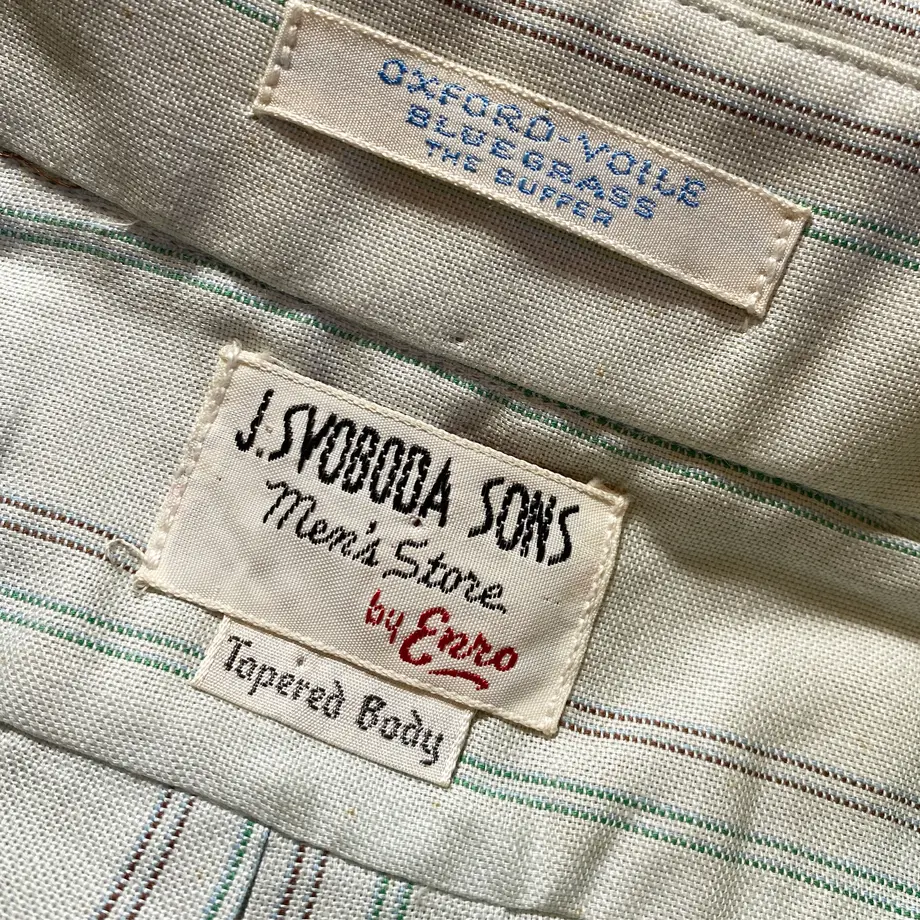 OXFORD-VOILE
BLUEGRASS
THE BUFFER
J. SVOBODA SONS
Men's Store
by Enro
Tapered Body